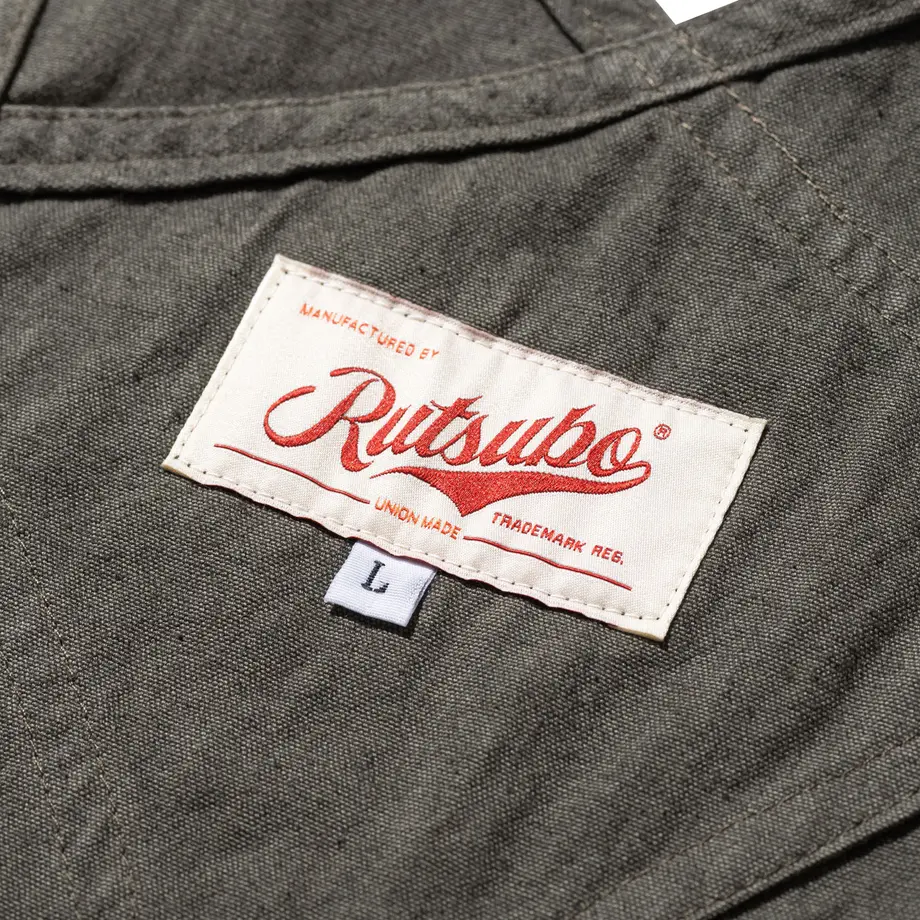 MANUFACTURED BY
Rutsubo®
UNION MADE
TRADEMARK REG.
L